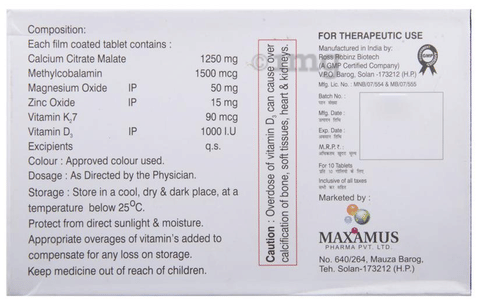 Composition:
Each film coated tablet contains :
Calcium Citrate Malate 1250 mg
Methylcobalamin 1500 mcg
Magnesium Oxide IP 50 mg
Zinc Oxide IP 15 mg
Vitamin K₂7 90 mcg
Vitamin D₃ IP 1000 I.U
Excipients q.s.
Colour : Approved colour used.
Dosage : As Directed by the Physician.
Storage : Store in a cool, dry & dark place, at a
temperature below 25⁰C.
Protect from direct sunlight & moisture.
Appropriate overages of vitamin's added to
compensate for any loss on storage.
Keep medicine out of reach of children.
Caution : Overdose of vitamin D₃ can cause over
calcification of bone, soft tissues, heart & kidneys.
FOR THERAPEUTIC USE
Manufactured in India by:
Ross Robinz Biotech
(A GMP Certified Company)
V.P.O. Barog, Solan -173212 (H.P.)
Mfg. Lic. No.: MNB/07/554 & MB/07/555
GMP
Batch No. :
Mfg. Date :
Exp. Date :
M.R.P.₹ :
For 10 Tablets
Inclusive of all taxes
Marketed by :
MAXAMUS
PHARMA PVT. LTD.
No. 640/264, Mauza Barog,
Teh. Solan-173212 (H.P.)